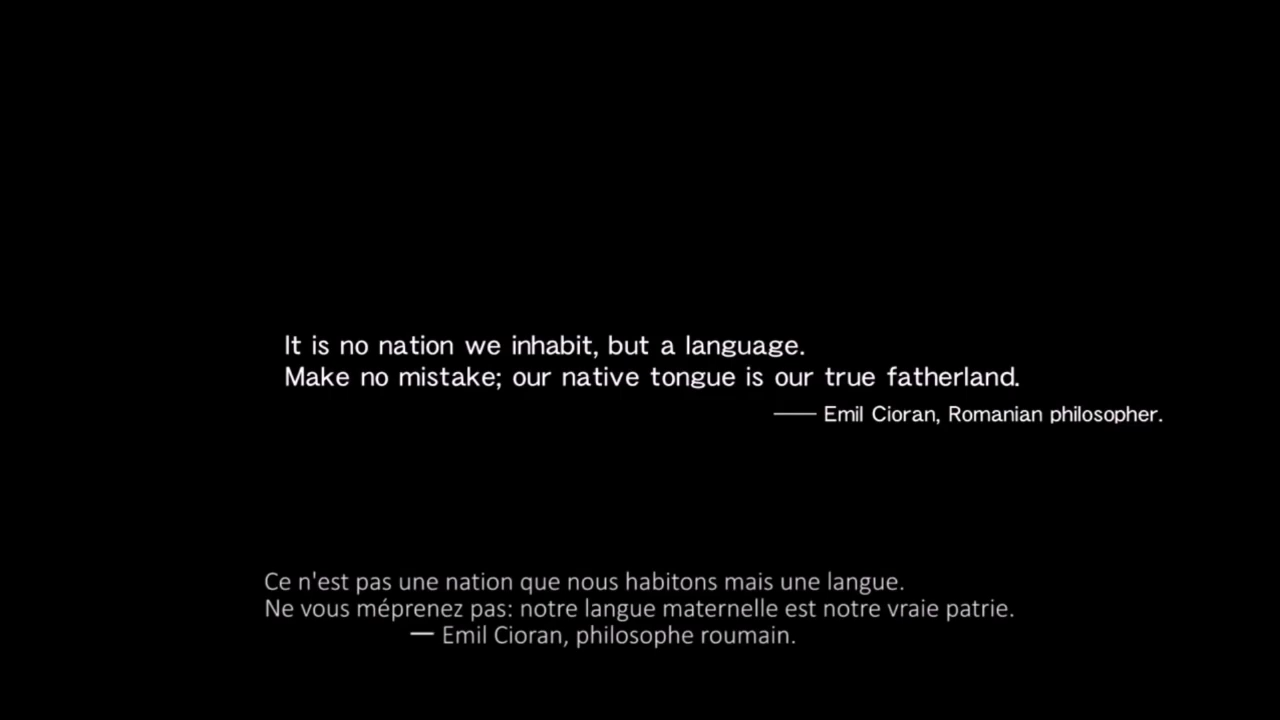 It is no nation we inhabit, but a language.
Make no mistake; our native tongue is our true fatherland.
—— Emil Cioran, Romanian philosopher.
Ce n'est pas une nation que nous habitons mais une langue.
Ne vous méprenez pas: notre langue maternelle est notre vraie patrie.
— Emil Cioran, philosophe roumain.